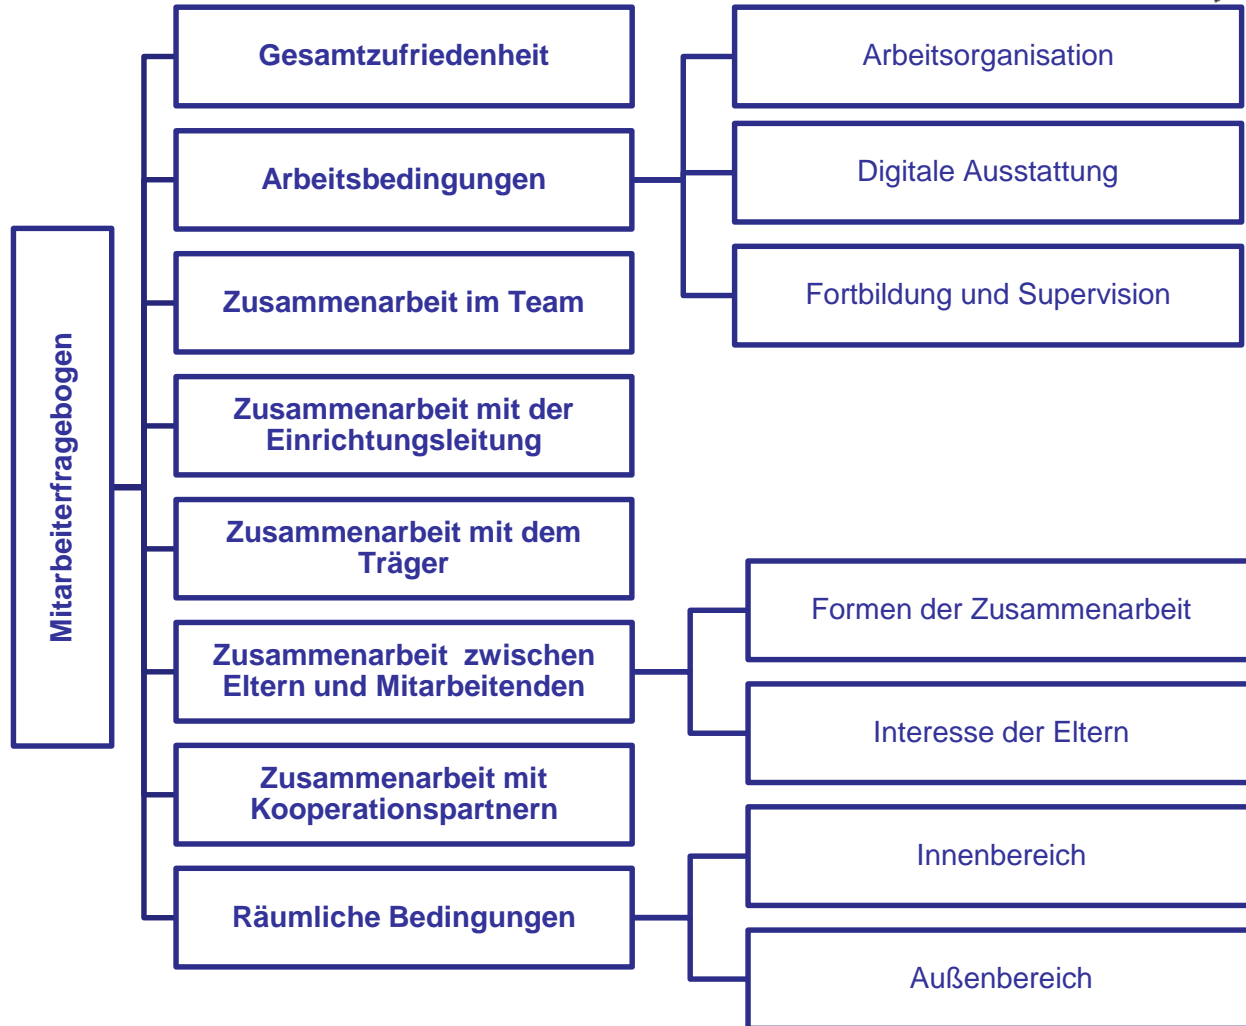 Mitarbeiterfragebogen
Gesamtzufriedenheit
Arbeitsbedingungen
Zusammenarbeit im Team
Zusammenarbeit mit der
Einrichtungsleitung
Zusammenarbeit mit dem
Träger
Zusammenarbeit zwischen
Eltern und Mitarbeitenden
Zusammenarbeit mit
Kooperationspartnern
Räumliche Bedingungen
Arbeitsorganisation
Digitale Ausstattung
Fortbildung und Supervision
Formen der Zusammenarbeit
Interesse der Eltern
Innenbereich
Außenbereich